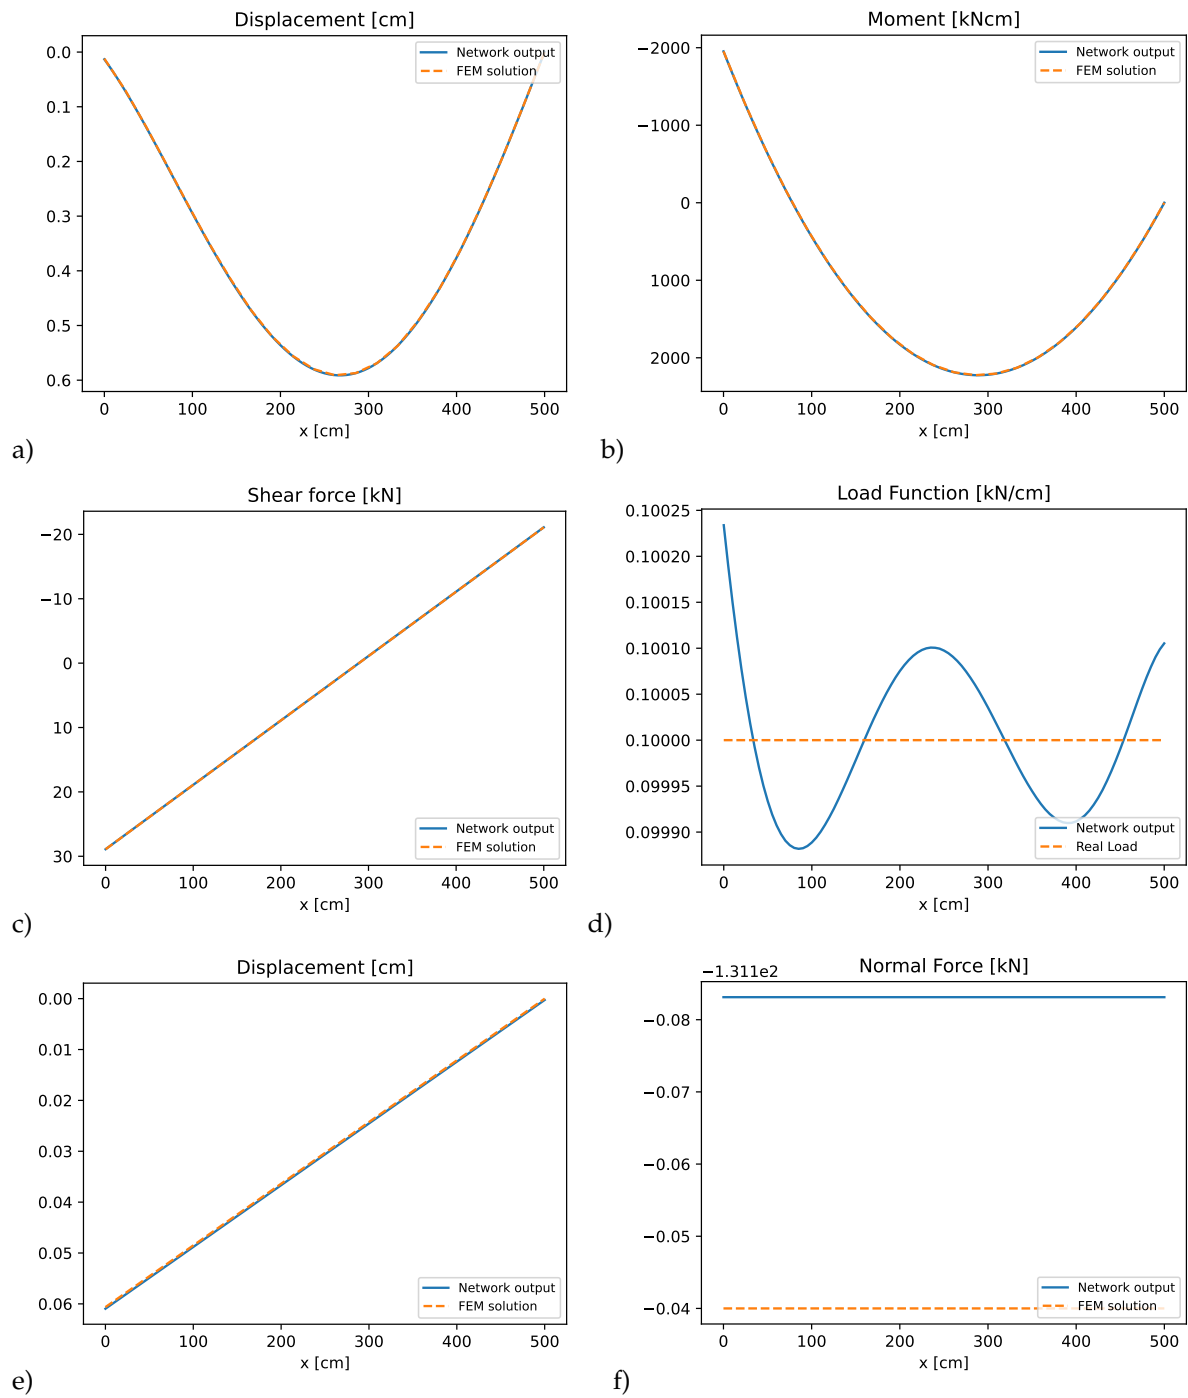 Displacement [cm]
Network output
FEM solution
0.0
0.1
0.2
0.3
0.4
0.5
0.6
0 100 200 300 400 500
x [cm]
a)
Moment [kNcm]
Network output
FEM solution
−2000
−1000
0
1000
2000
0 100 200 300 400 500
x [cm]
b)
Shear force [kN]
−20
−10
0
10
20
30
Network output
FEM solution
0 100 200 300 400 500
x [cm]
c)
Load Function [kN/cm]
0.10025
0.10020
0.10015
0.10010
0.10005
0.10000
0.09995
0.09990
Network output
Real Load
0 100 200 300 400 500
x [cm]
d)
Displacement [cm]
0.00
0.01
0.02
0.03
0.04
0.05
0.06
Network output
FEM solution
0 100 200 300 400 500
x [cm]
e)
Normal Force [kN]
−1.311e2
−0.08
−0.07
−0.06
−0.05
−0.04
Network output
FEM solution
0 100 200 300 400 500
x [cm]
f)